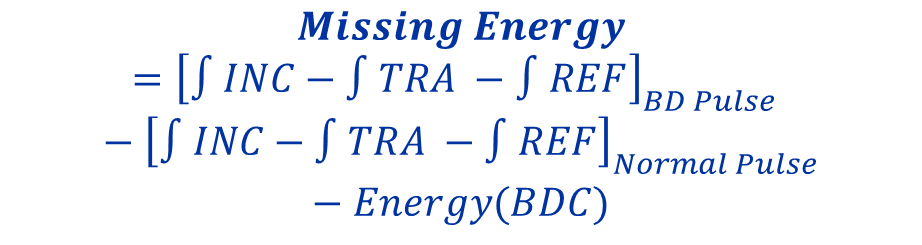 Missing Energy
= [∫ INC − ∫ TRA − ∫ REF]BD Pulse
− [∫ INC − ∫ TRA − ∫ REF]Normal Pulse
− Energy(BDC)